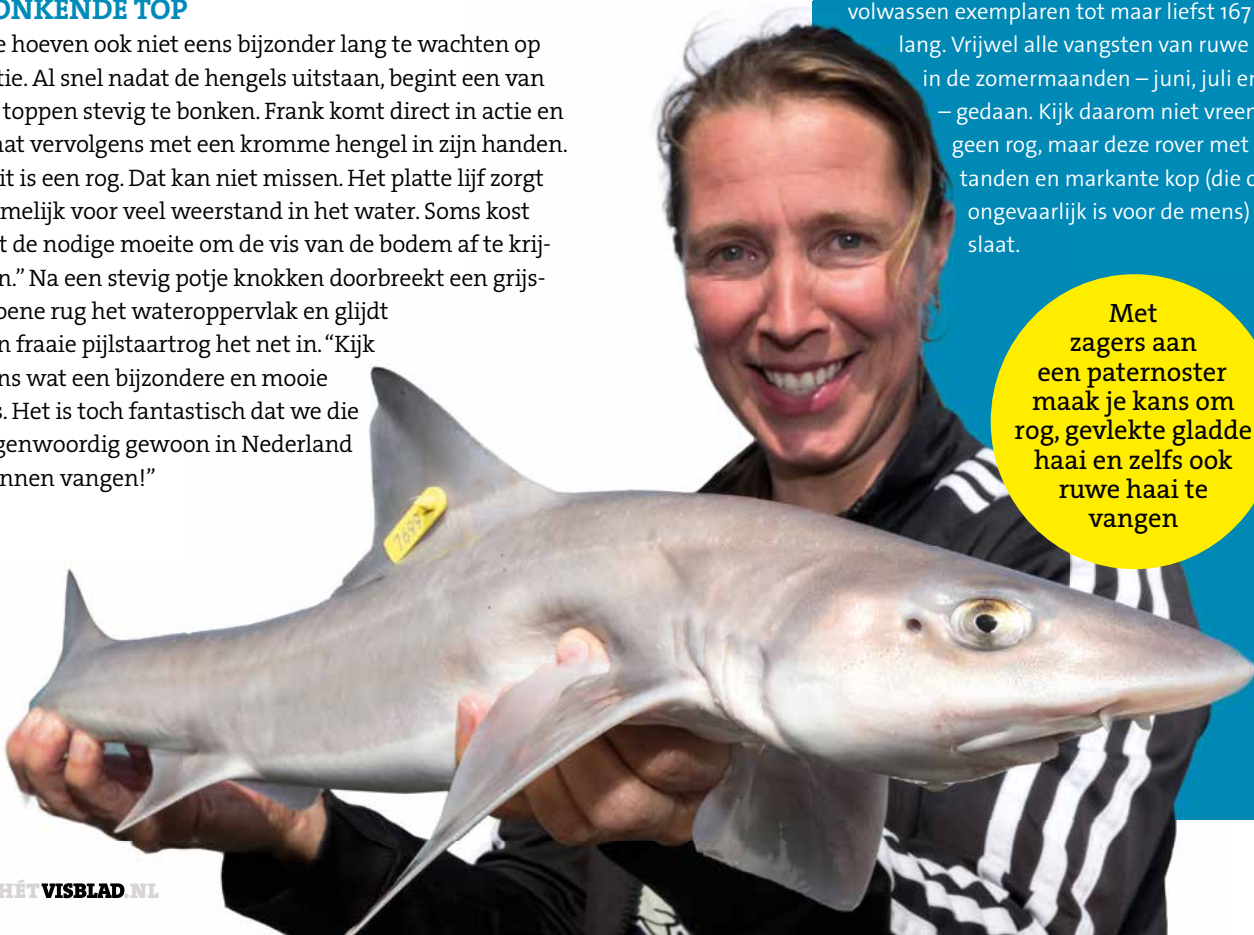 ONKENDE TOP
e hoeven ook niet eens bijzonder lang te wachten op
tie. Al snel nadat de hengels uitstaan, begint een van
toppen stevig te bonken. Frank komt direct in actie en
aat vervolgens met een kromme hengel in zijn handen.
it is een rog. Dat kan niet missen. Het platte lijf zorgt
melijk voor veel weerstand in het water. Soms kost
t de nodige moeite om de vis van de bodem af te krij-
n.” Na een stevig potje knokken doorbreekt een grijs-
oene rug het wateroppervlak en glijdt
n fraaie pijlstaartrog het net in. “Kijk
ns wat een bijzondere en mooie
s. Het is toch fantastisch dat we die
genwoordig gewoon in Nederland
nnen vangen!”
volwassen exemplaren tot maar liefst 167
lang. Vrijwel alle vangsten van ruwe
in de zomermaanden – juni, juli en
– gedaan. Kijk daarom niet vreem
geen rog, maar deze rover met
tanden en markante kop (die o
ongevaarlijk is voor de mens)
slaat.
Met
zagers aan
een paternoster
maak je kans om
rog, gevlekte gladde
haai en zelfs ook
ruwe haai te
vangen
7699
HÉT VISBLAD.NL